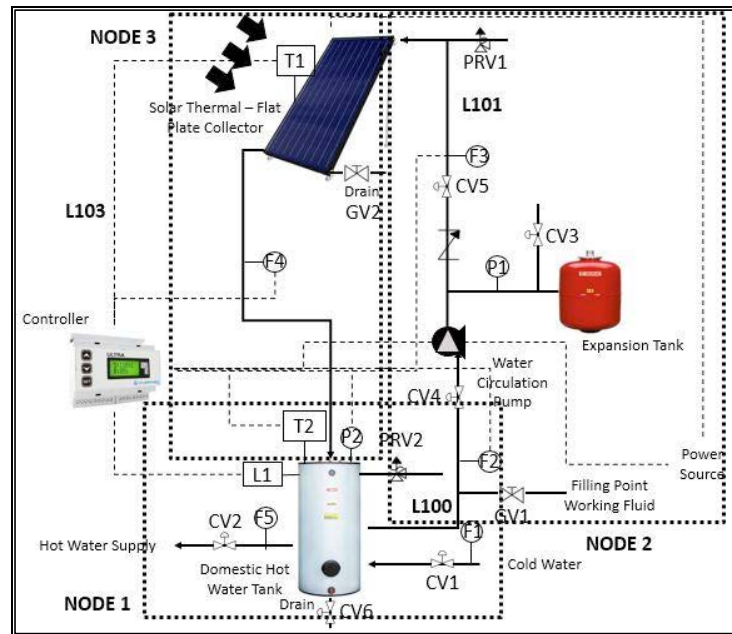 NODE 3
T1
PRV1
Solar Thermal – Flat
Plate Collector
L101
F3
Drain
GV2
CV5
L103
CV3
F4
P1
Controller
ULTRA
Expansion Tank
Water
Circulation
Pump
CV4
T2
P2
PRV2
F2
Power
Source
L1
L100
Filling Point
Working Fluid
GV1
CV2
F5
F1
NODE 2
Hot Water Supply
Domestic Hot
Water Tank
CV1
Cold Water
NODE 1
Drain
CV6